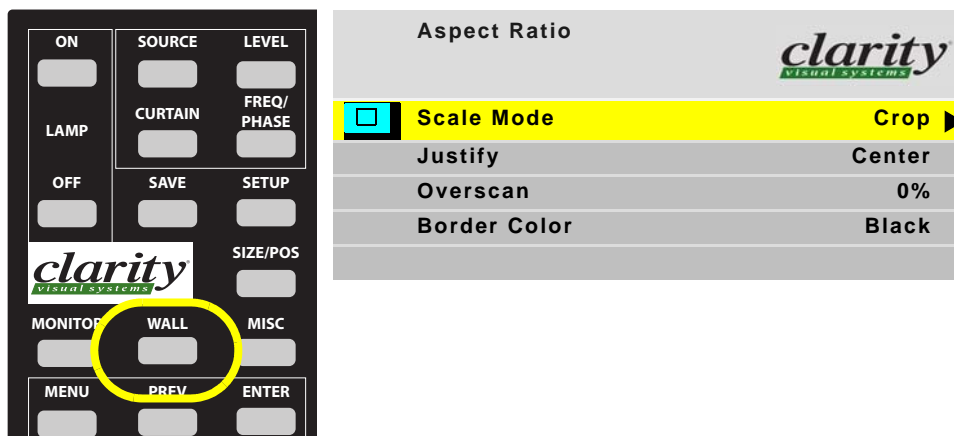 ON SOURCE LEVEL
CURTAIN FREQ/
PHASE
LAMP
OFF SAVE SETUP
SIZE/POS
clarity
visual systems
MONITOR WALL MISC
MENU PREV ENTER
Aspect Ratio
clarity
visual systems
Scale Mode Crop
Justify Center
Overscan 0%
Border Color Black